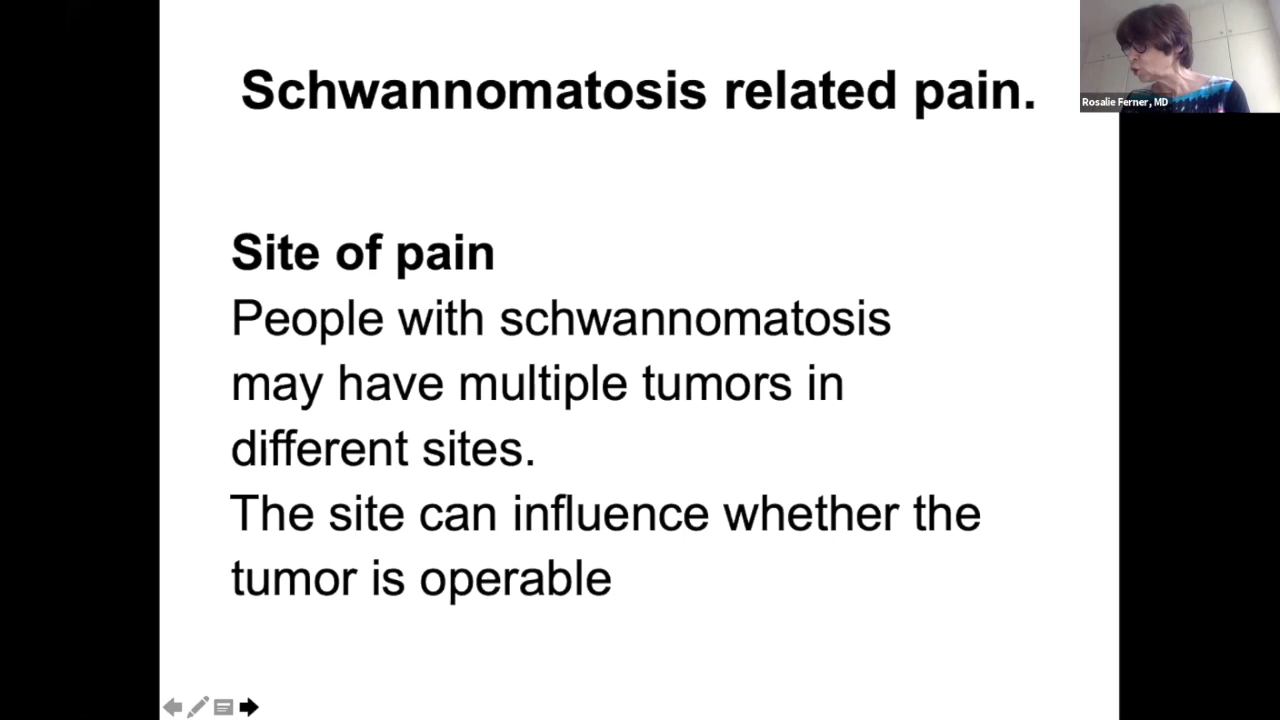 Schwannomatosis related pain.
Rosalie Ferner, MD
Site of pain
People with schwannomatosis
may have multiple tumors in
different sites.
The site can influence whether the
tumor is operable